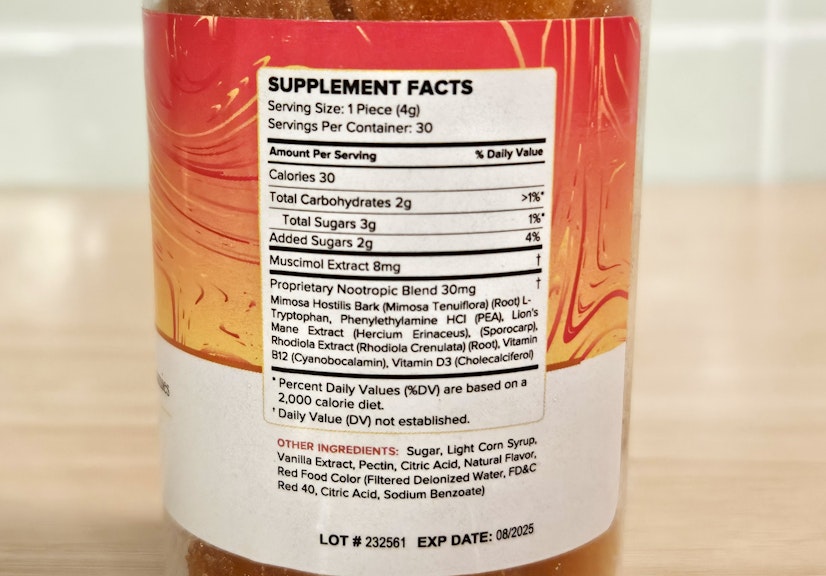 SUPPLEMENT FACTS
Serving Size: 1 Piece (4g)
Servings Per Container: 30
Amount Per Serving % Daily Value
Calories 30
Total Carbohydrates 2g >1%*
Total Sugars 3g 1%*
Added Sugars 2g 4%
Muscimol Extract 8mg †
Proprietary Nootropic Blend 30mg †
Mimosa Hostilis Bark (Mimosa Tenuiflora) (Root) L-
Tryptophan, Phenylethylamine HCI (PEA), Lion's
Mane Extract (Hercium Erinaceus), (Sporocarp),
Rhodiola Extract (Rhodiola Crenulata) (Root), Vitamin
B12 (Cyanobocalamin), Vitamin D3 (Cholecalciferol)
* Percent Daily Values (%DV) are based on a
2,000 calorie diet.
† Daily Value (DV) not established.
OTHER INGREDIENTS: Sugar, Light Corn Syrup,
Vanilla Extract, Pectin, Citric Acid, Natural Flavor,
Red Food Color (Filtered Deionized Water, FD&C
Red 40, Citric Acid, Sodium Benzoate)
LOT # 232561 EXP DATE: 08/2025